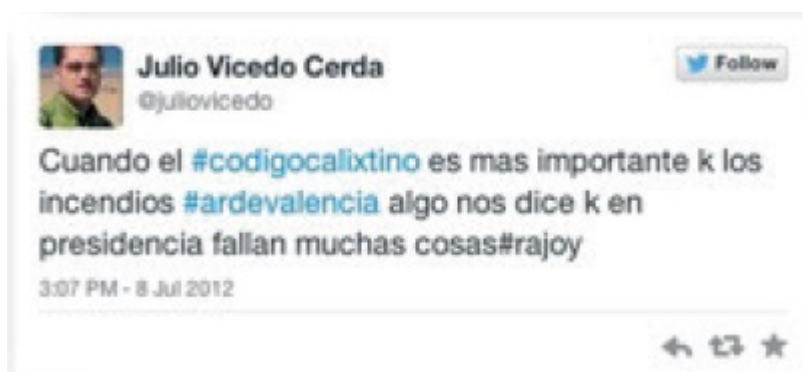 Julio Vicedo Cerda
Follow
@juliovicedo
Cuando el #codigocalixtino es mas importante k los
incendios #ardevalencia algo nos dice k en
presidencia fallan muchas cosas#rajoy
3:07 PM - 8 Jul 2012